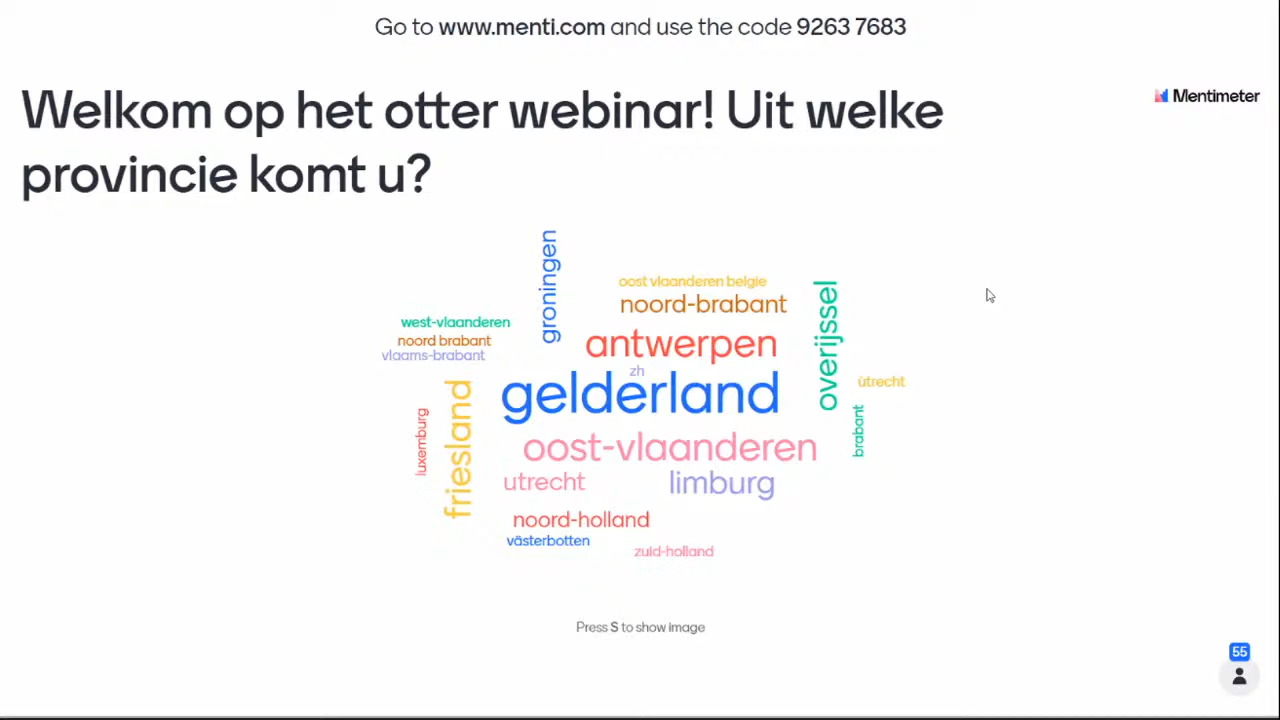 Go to www.menti.com and use the code 9263 7683
Welkom op het otter webinar! Uit welke
provincie komt u?
Mentimeter
groningen
oost vlaanderen belgie
noord-brabant
overijssel
west-vlaanderen
noord brabant
vlaams-brabant
antwerpen
zh
gelderland
utrecht
brabant
luxemburg
friesland
oost-vlaanderen
utrecht
limburg
noord-holland
västerbotten
zuid-holland
Press S to show image
55